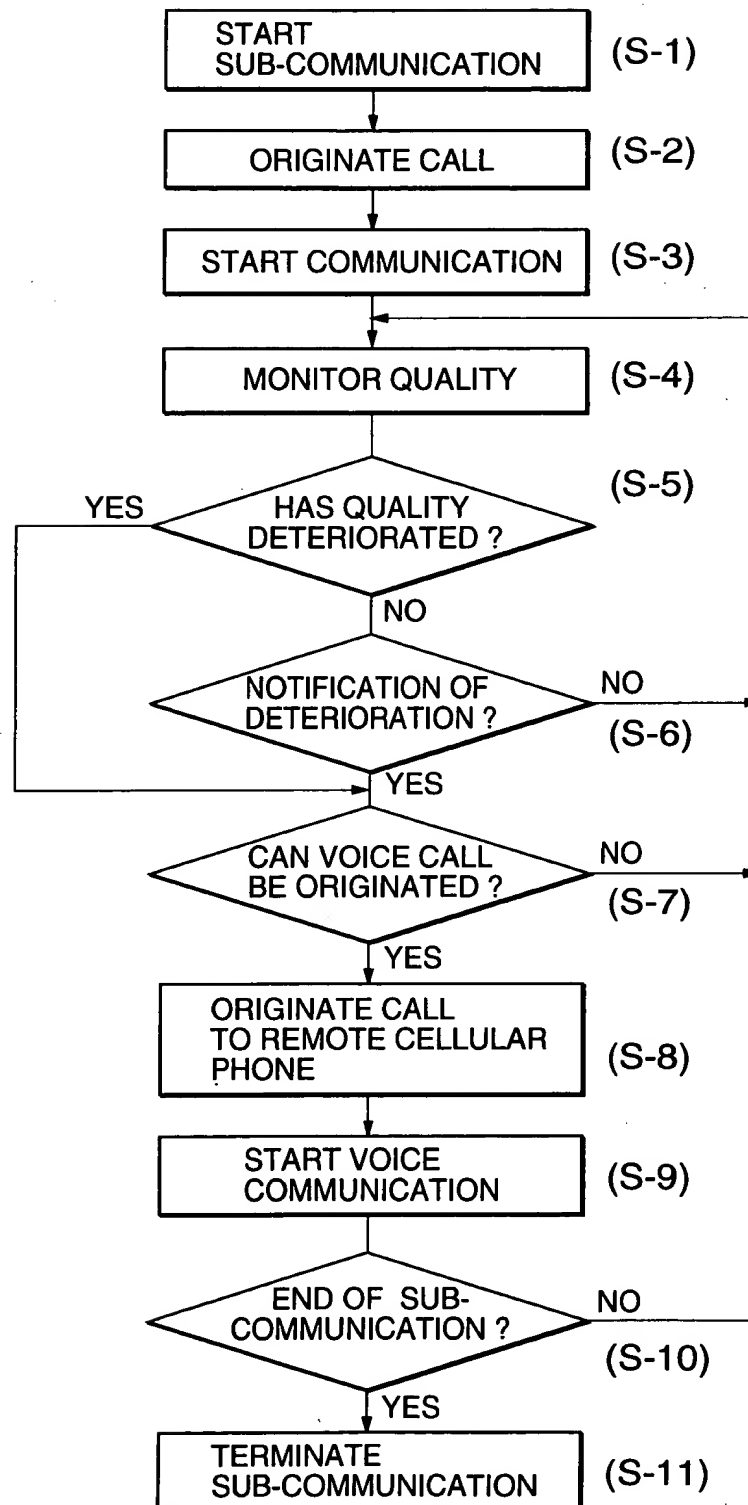 START
SUB-COMMUNICATION
(S-1)
ORIGINATE CALL
(S-2)
START COMMUNICATION
(S-3)
MONITOR QUALITY
(S-4)
(S-5)
YES
HAS QUALITY
DETERIORATED ?
NO
NOTIFICATION OF
DETERIORATION ?
NO
(S-6)
YES
CAN VOICE CALL
BE ORIGINATED ?
NO
(S-7)
YES
ORIGINATE CALL
TO REMOTE CELLULAR
PHONE
(S-8)
START VOICE
COMMUNICATION
(S-9)
END OF SUB-
COMMUNICATION ?
NO
(S-10)
YES
TERMINATE
SUB-COMMUNICATION
(S-11)